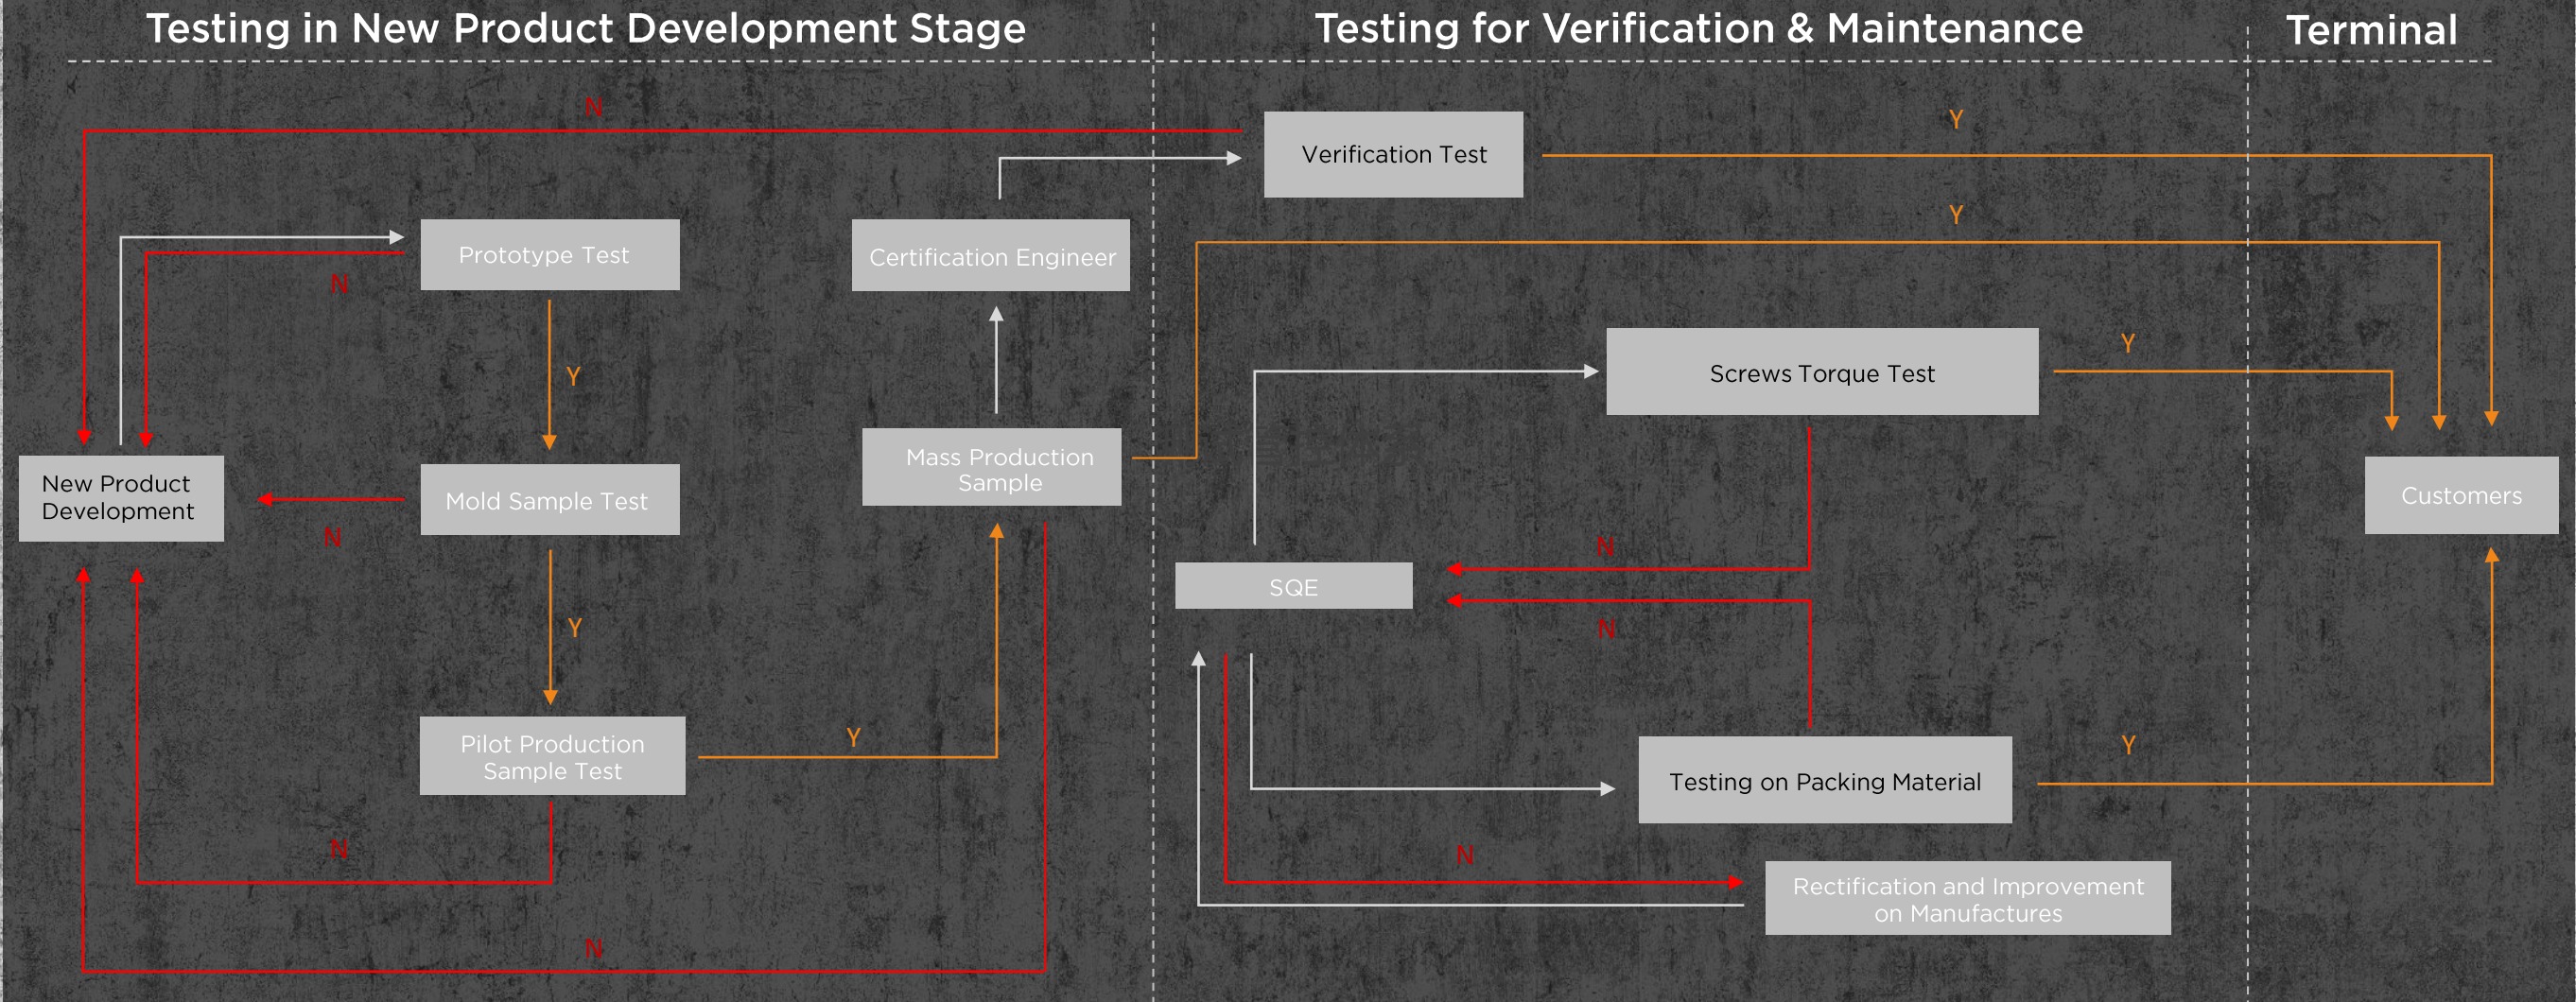 Testing in New Product Development Stage
Testing for Verification & Maintenance
Terminal
N
Y
Verification Test
Y
Prototype Test
N
Certification Engineer
Y
Screws Torque Test
Y
New Product
Development
Mold Sample Test
N
Mass Production
Sample
Customers
N
SQE
N
Y
Pilot Production
Sample Test
Y
Testing on Packing Material
Y
N
N
Rectification and Improvement
on Manufactures
N